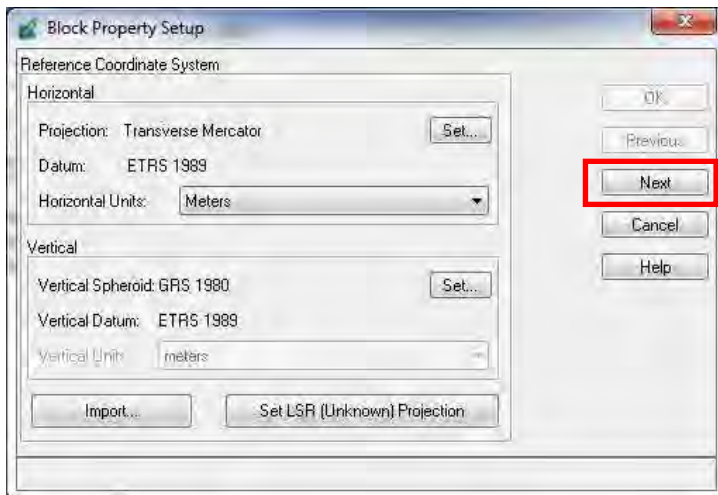 Block Property Setup
Reference Coordinate System
Horizontal
Projection: Transverse Mercator
Set...
Datum: ETRS 1989
Horizontal Units: Meters
Vertical
Vertical Spheroid: GRS 1980
Set...
Vertical Datum: ETRS 1989
Vertical Units meters
Import...
Set LSR (Unknown) Projection
OK
Previous
Next
Cancel
Help